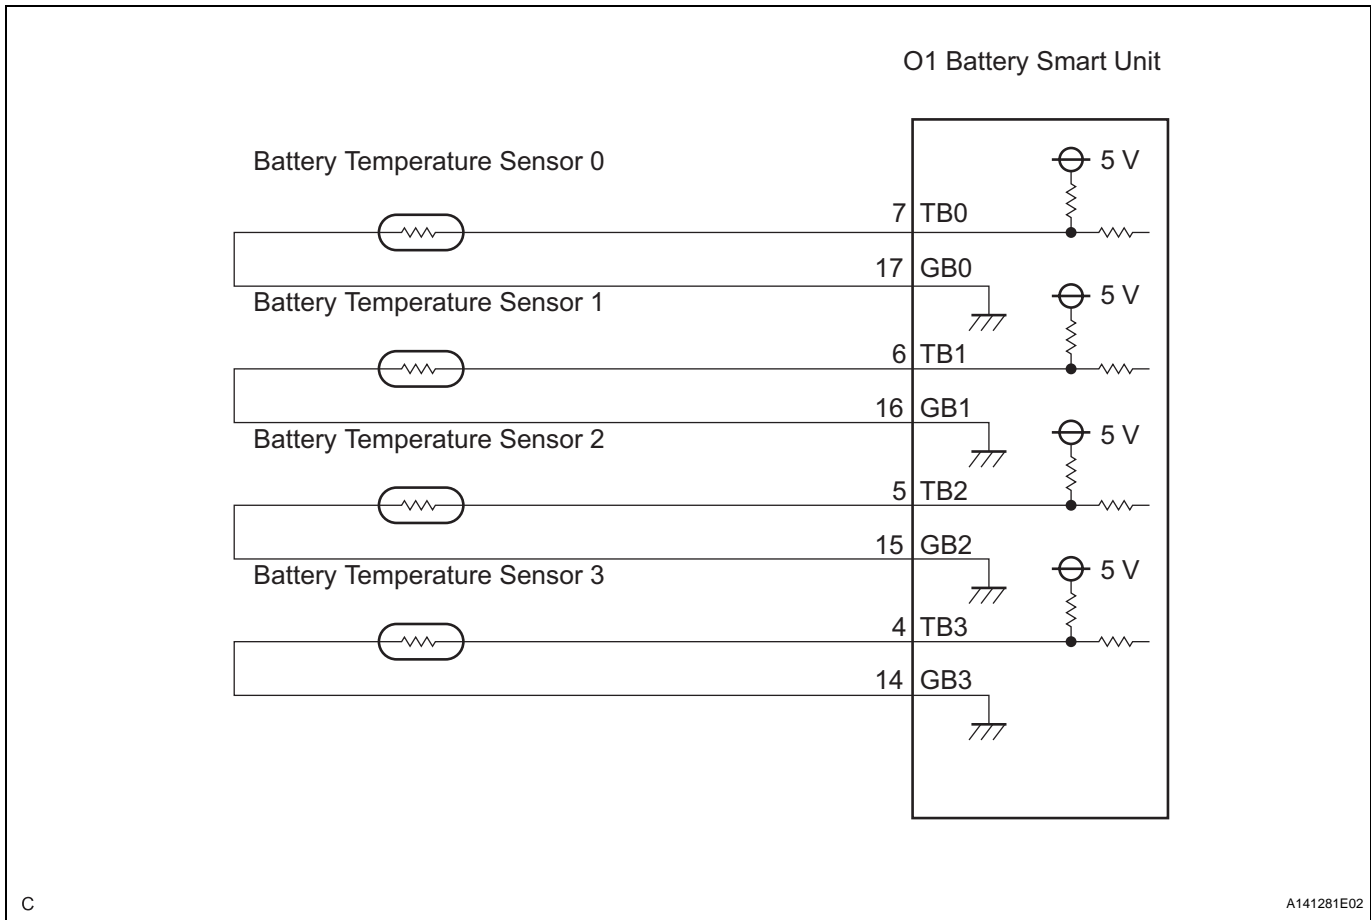 O1 Battery Smart Unit
Battery Temperature Sensor 0
5 V
7 TB0
17 GB0
Battery Temperature Sensor 1
5 V
6 TB1
16 GB1
Battery Temperature Sensor 2
5 V
5 TB2
15 GB2
Battery Temperature Sensor 3
5 V
4 TB3
14 GB3
C
A141281E02